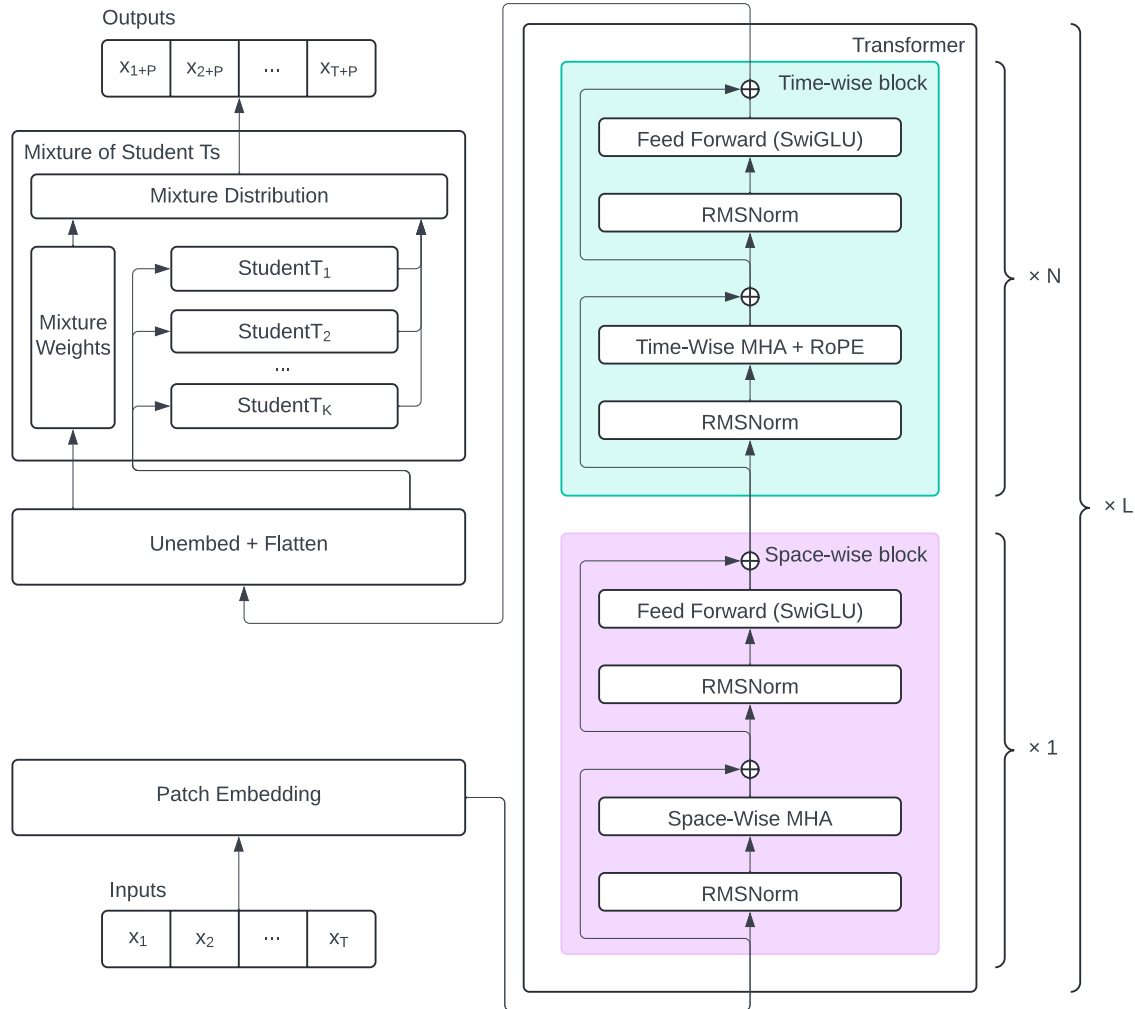 Outputs
x1+P x2+P ... xT+P
Mixture of Student Ts
Mixture Distribution
Mixture
Weights
StudentT1
StudentT2
...
StudentTK
Unembed + Flatten
Patch Embedding
Inputs
x1 x2 ... xT
Transformer
Time-wise block
Feed Forward (SwiGLU)
RMSNorm
Time-Wise MHA + RoPE
RMSNorm
× N
Space-wise block
Feed Forward (SwiGLU)
RMSNorm
Space-Wise MHA
RMSNorm
× 1
× L